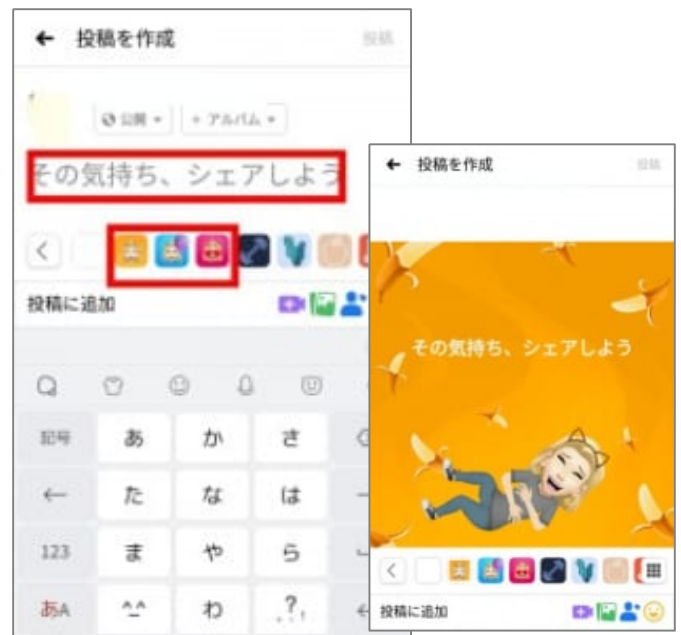 投稿を作成
投稿
公開
+ アルバム
その気持ち、シェアしよう
投稿に追加
記号
あ
か
さ
た
な
は
123
ま
や
ら
あA
^_^
わ
、。?!
投稿を作成
投稿
その気持ち、シェアしよう
投稿に追加